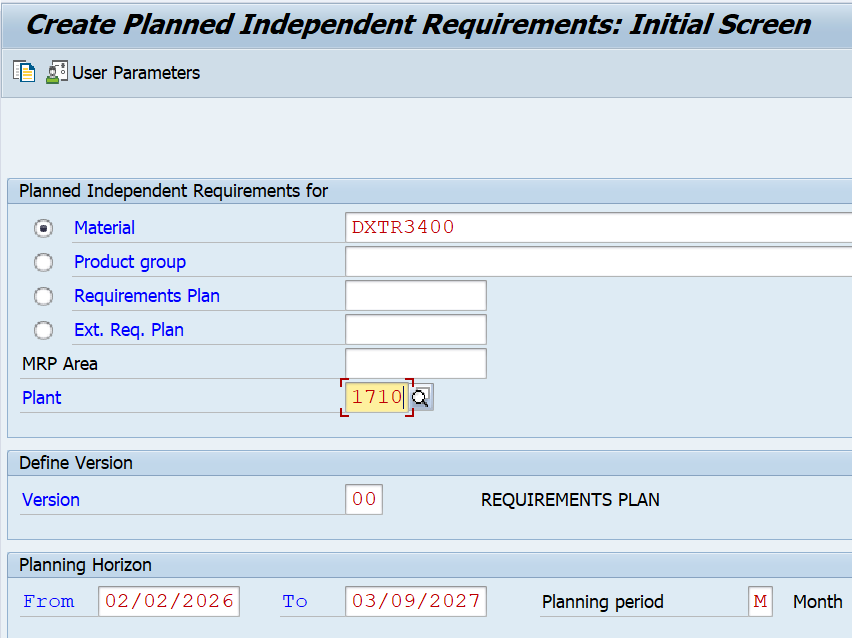 Create Planned Independent Requirements: Initial Screen
User Parameters
Planned Independent Requirements for
Material DXTR3400
Product group
Requirements Plan
Ext. Req. Plan
MRP Area
Plant 1710
Define Version
Version 00 REQUIREMENTS PLAN
Planning Horizon
From 02/02/2026 To 03/09/2027 Planning period M Month